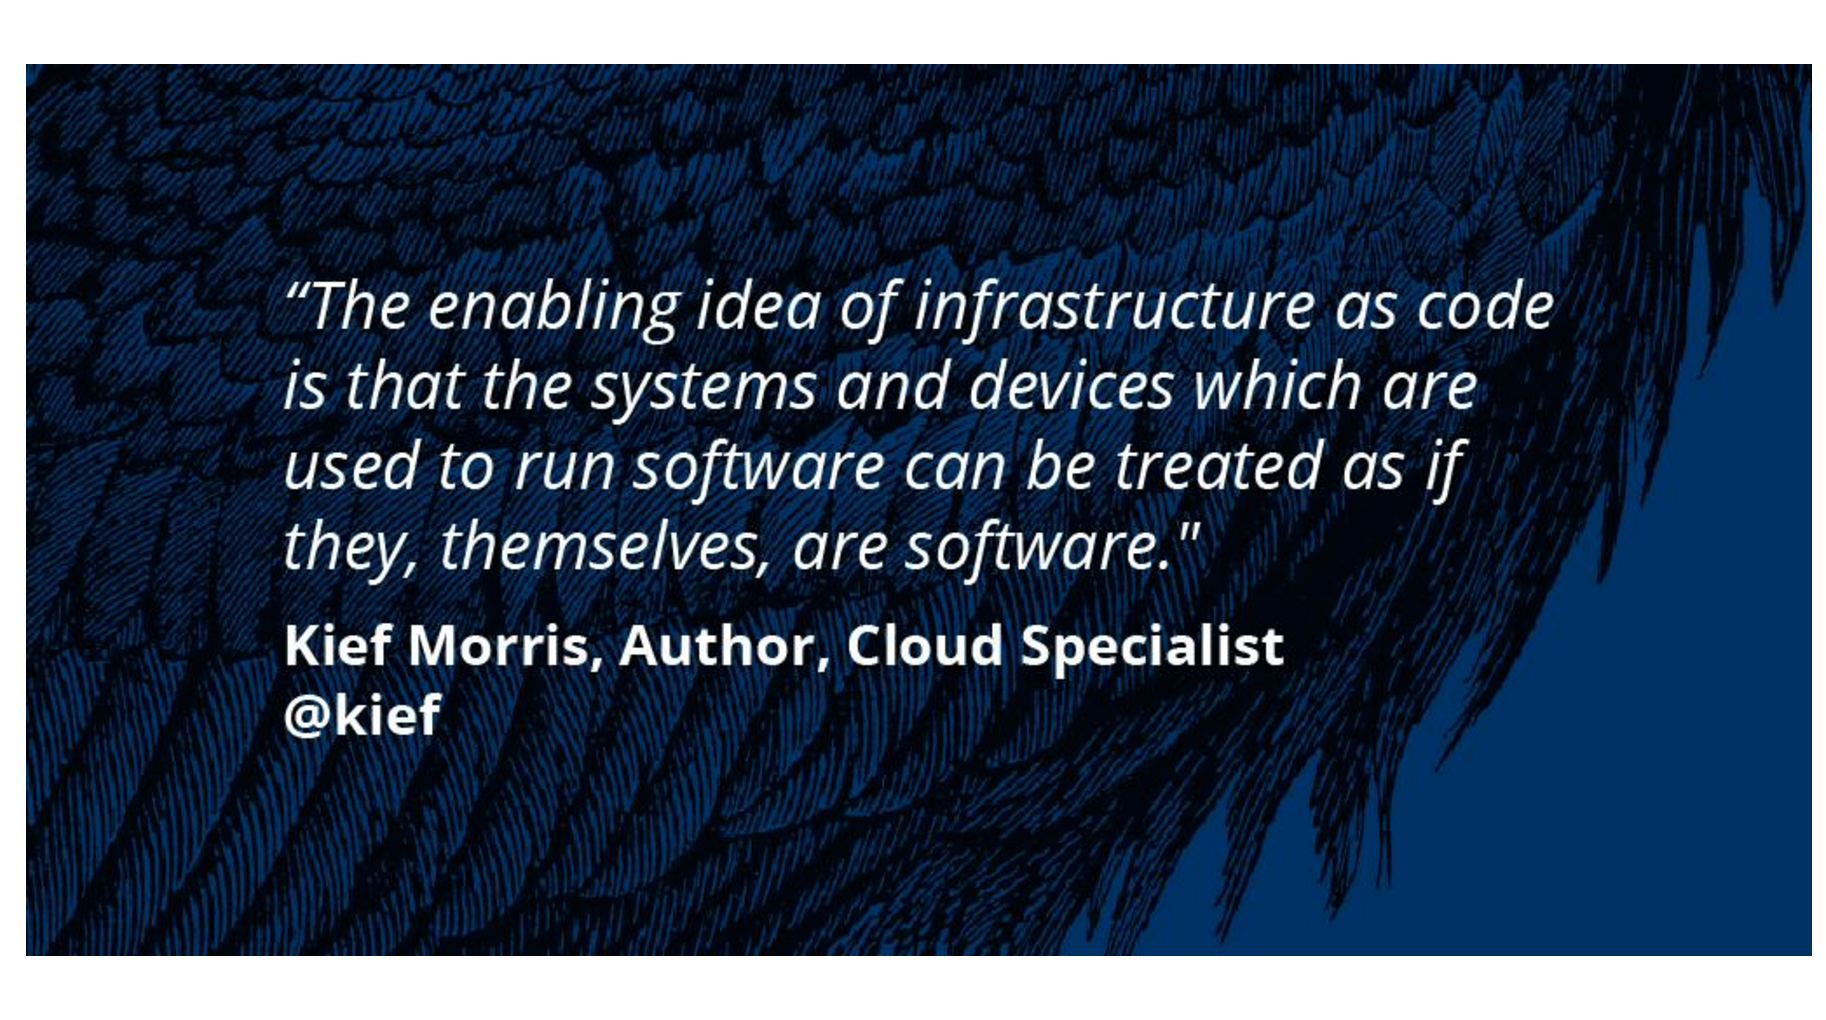 “The enabling idea of infrastructure as code
is that the systems and devices which are
used to run software can be treated as if
they, themselves, are software."
Kief Morris, Author, Cloud Specialist
@kief